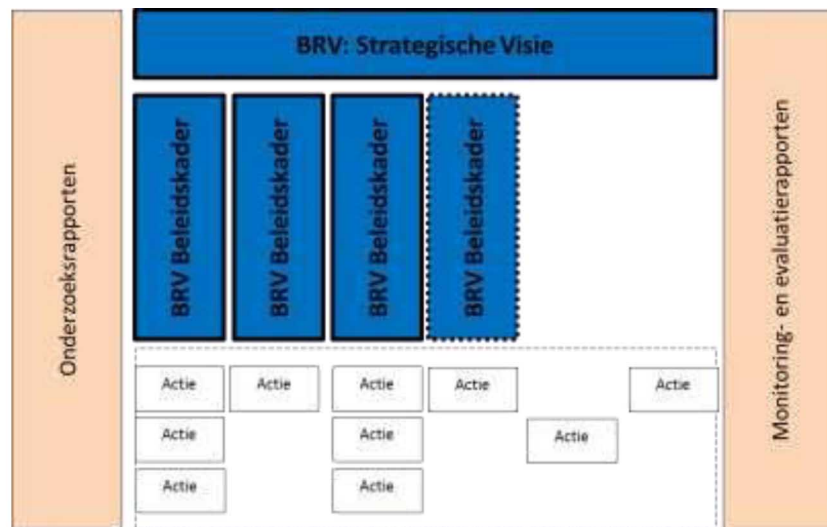 BRV: Strategische Visie
Onderzoeksrapporten
BRV Beleidskader
BRV Beleidskader
BRV Beleidskader
BRV Beleidskader
Monitoring- en evaluatierapporten
Actie
Actie
Actie
Actie
Actie
Actie
Actie
Actie
Actie
Actie